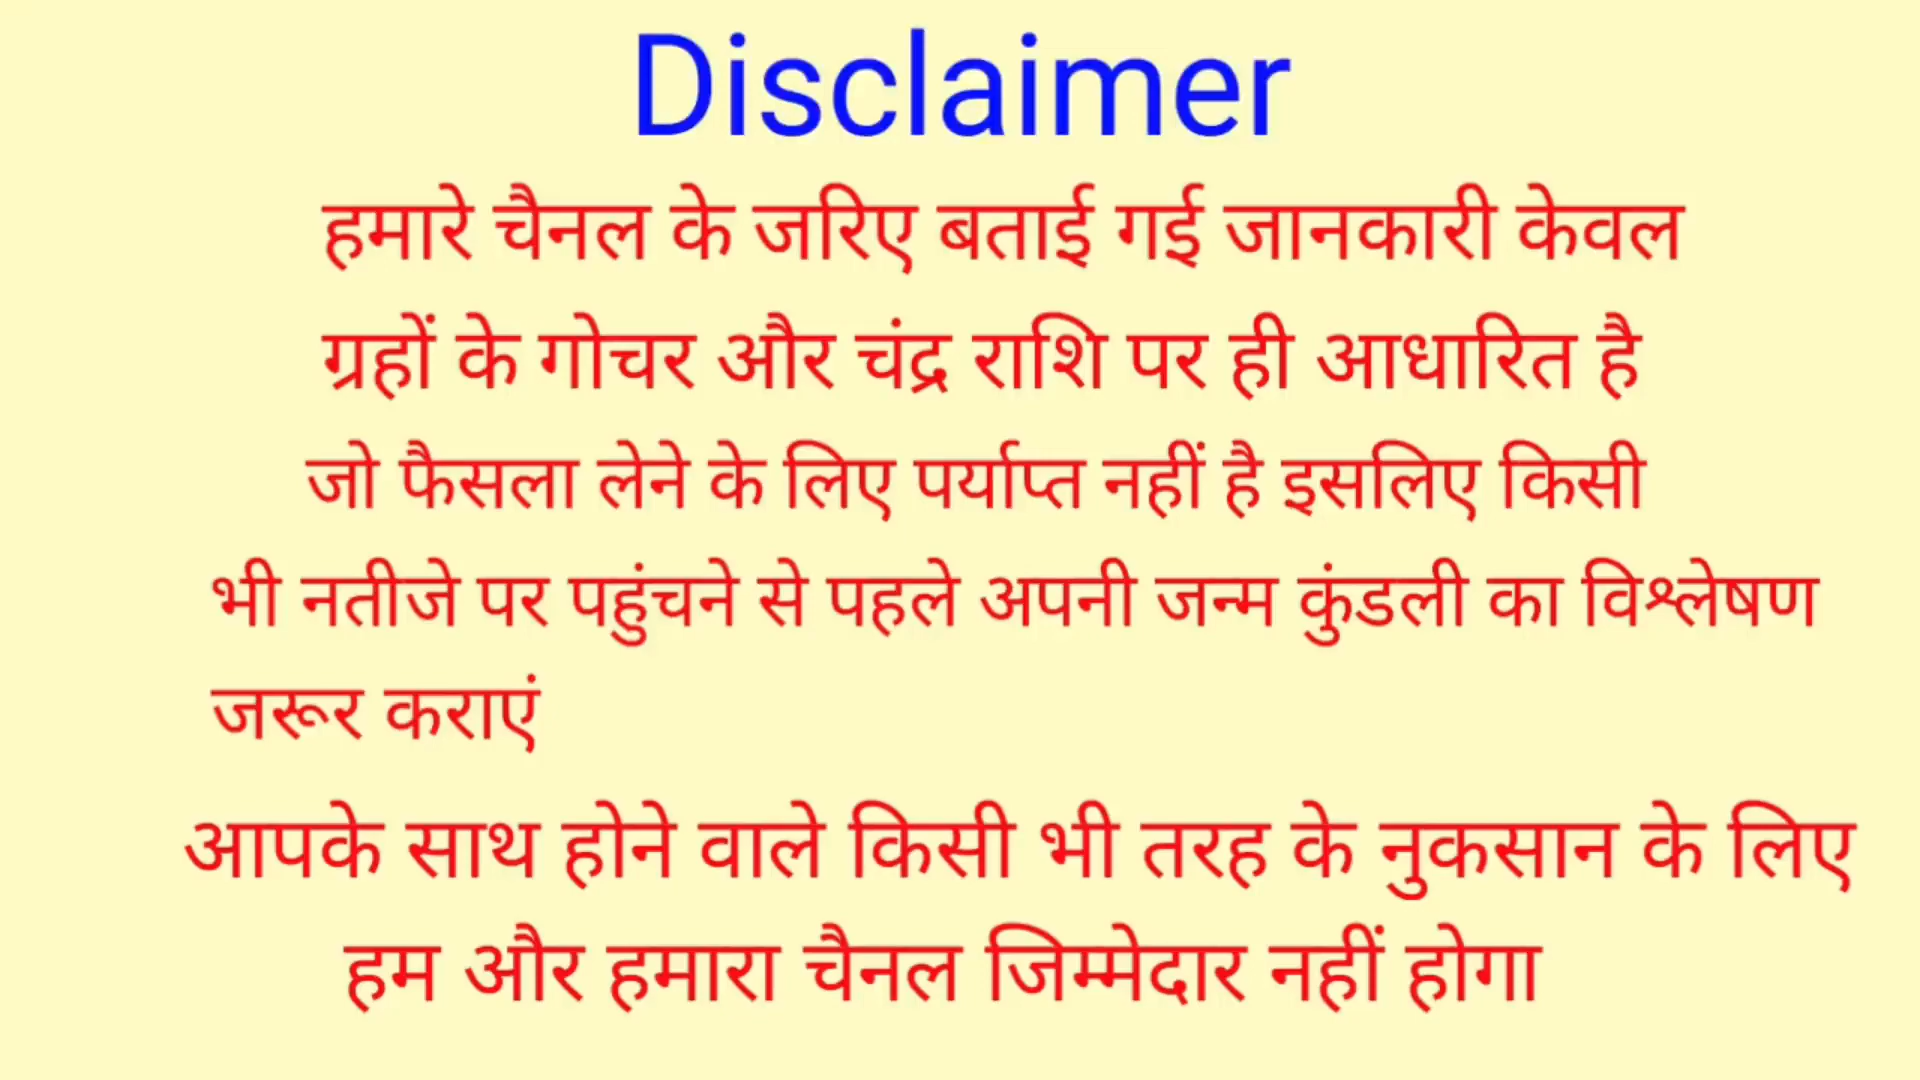 Disclaimer
हमारे चैनल के जरिए बताई गई जानकारी केवल
ग्रहों के गोचर और चंद्र राशि पर ही आधारित है
जो फैसला लेने के लिए पर्याप्त नहीं है इसलिए किसी
भी नतीजे पर पहुंचने से पहले अपनी जन्म कुंडली का विश्लेषण
जरूर कराएं
आपके साथ होने वाले किसी भी तरह के नुकसान के लिए
हम और हमारा चैनल जिम्मेदार नहीं होगा